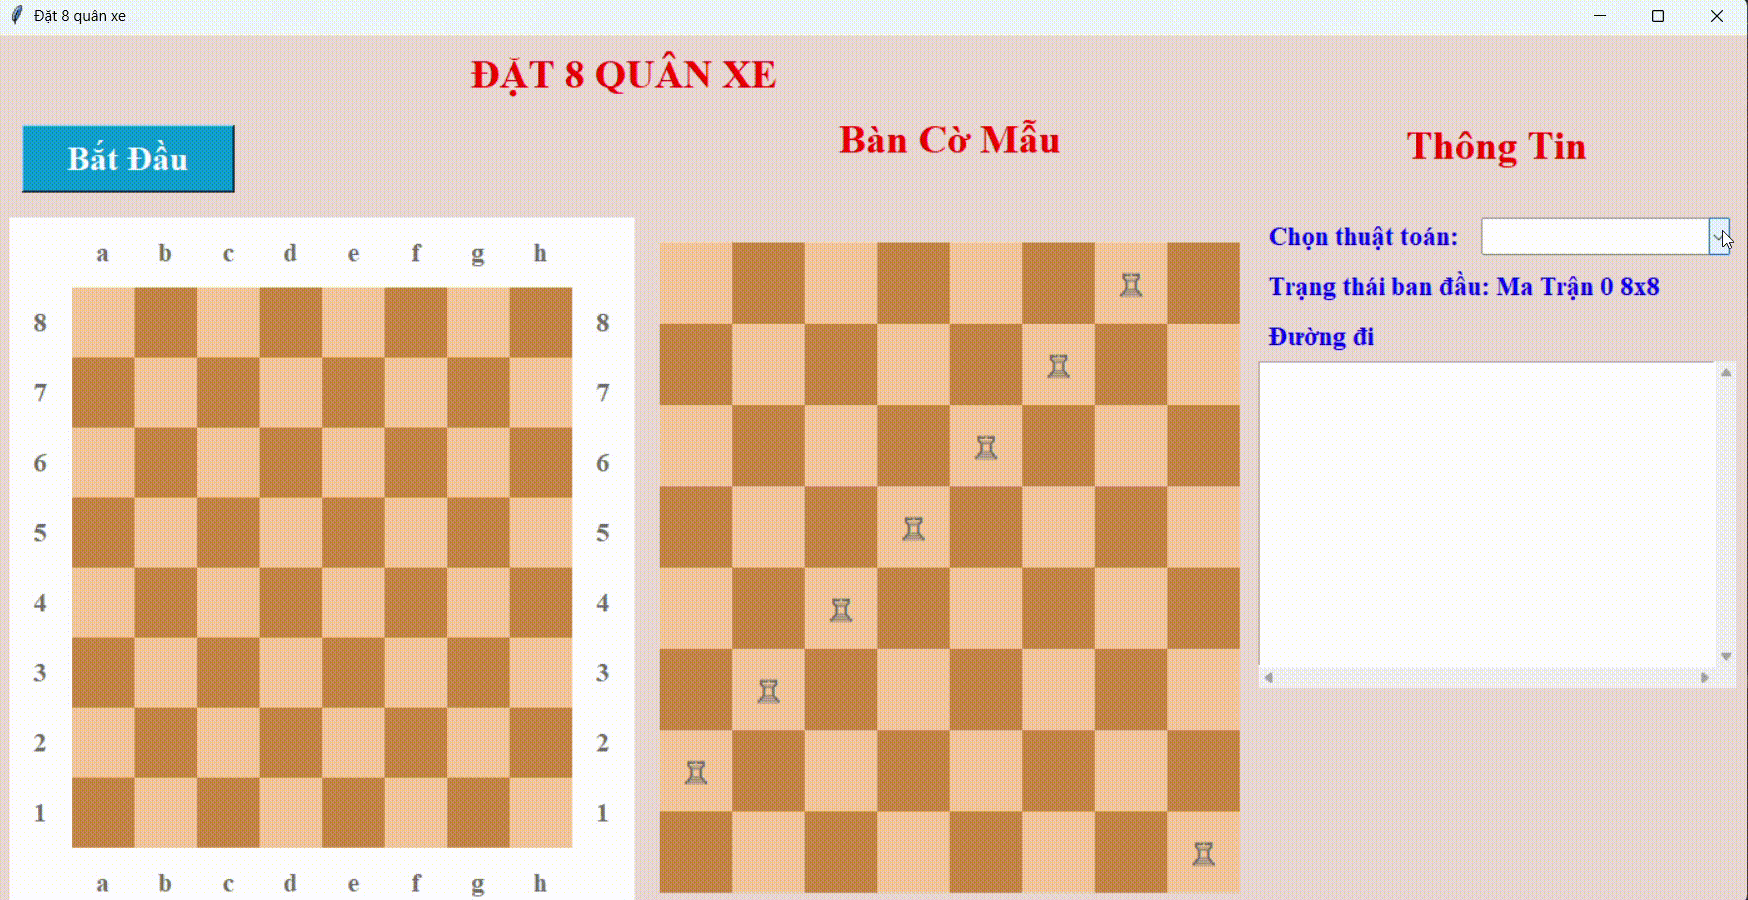 Đặt 8 quân xe
ĐẶT 8 QUÂN XE
Bắt Đầu
Bàn Cờ Mẫu
Thông Tin
a b c d e f g h
8 8
7 7
6 6
5 5
4 4
3 3
2 2
1 1
a b c d e f g h
Chọn thuật toán:
Trạng thái ban đầu: Ma Trận 0 8x8
Đường đi